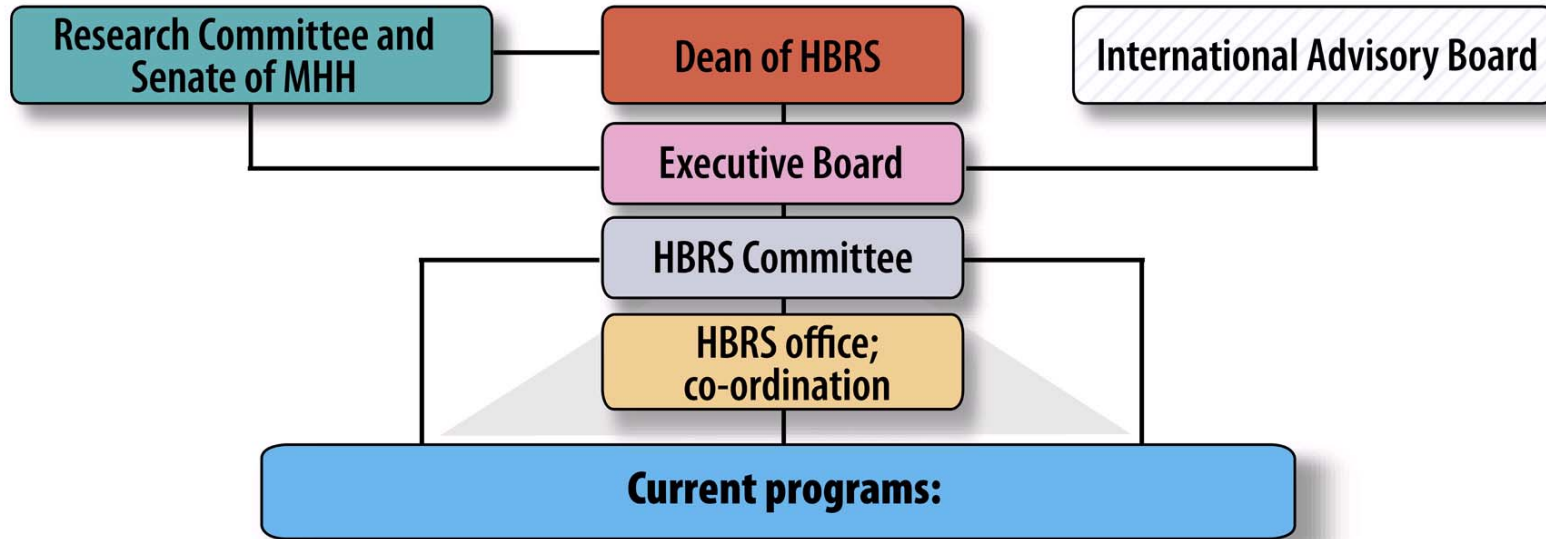 Research Committee and
Senate of MHH
Dean of HBRS
International Advisory Board
Executive Board
HBRS Committee
HBRS office;
co-ordination
Current programs: